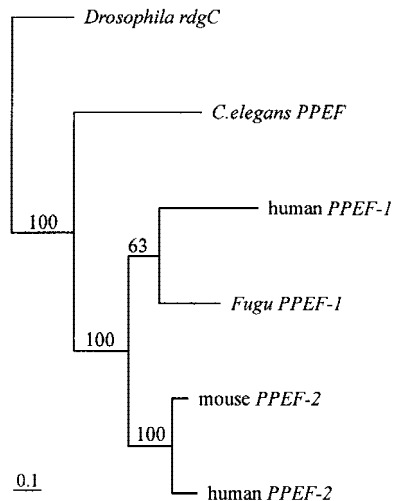 Drosophila rdgC
C.elegans PPEF
human PPEF-1
100
63
Fugu PPEF-1
100
mouse PPEF-2
100
0.1
human PPEF-2